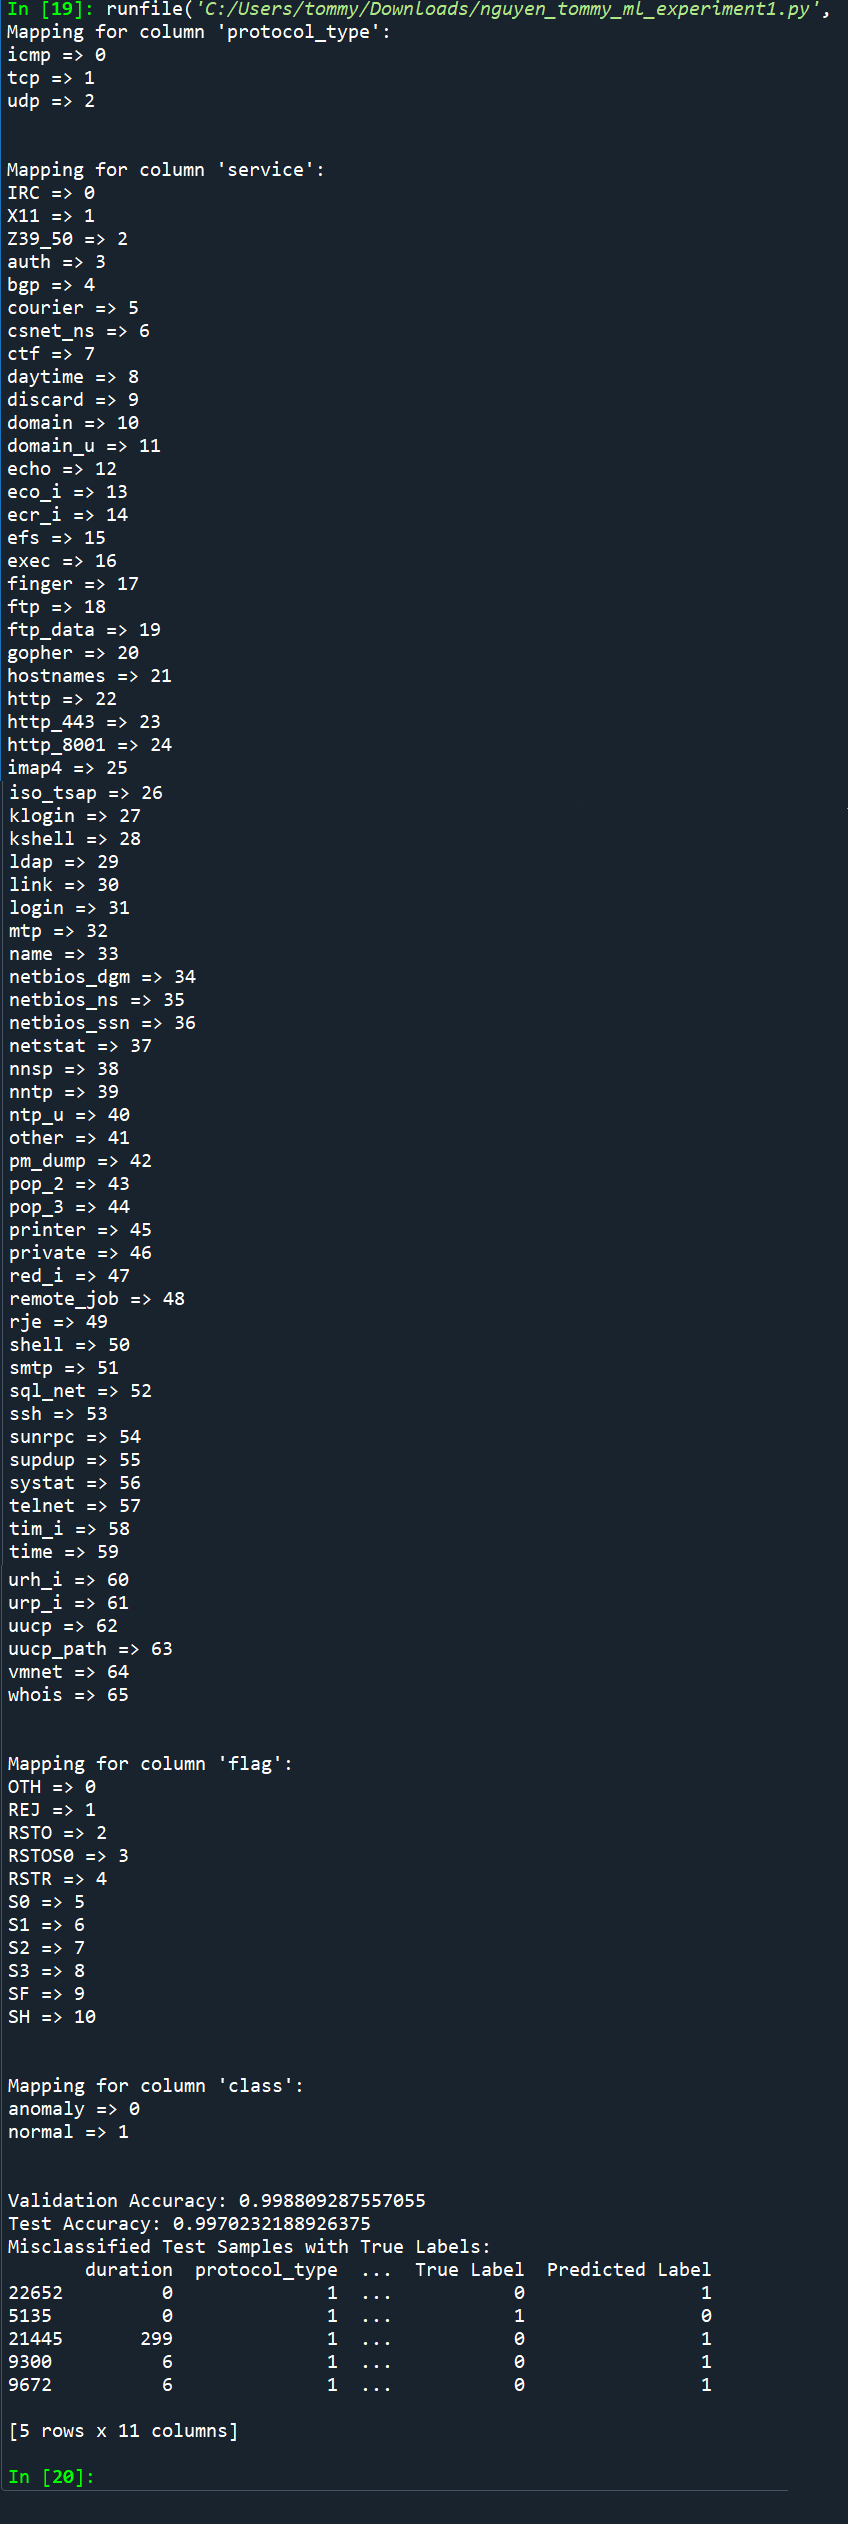 In [19]: runfile('C:/Users/tommy/Downloads/nguyen_tommy_ml_experiment1.py',
Mapping for column 'protocol_type':
icmp => 0
tcp => 1
udp => 2
Mapping for column 'service':
IRC => 0
X11 => 1
Z39_50 => 2
auth => 3
bgp => 4
courier => 5
csnet_ns => 6
ctf => 7
daytime => 8
discard => 9
domain => 10
domain_u => 11
echo => 12
eco_i => 13
ecr_i => 14
efs => 15
exec => 16
finger => 17
ftp => 18
ftp_data => 19
gopher => 20
hostnames => 21
http => 22
http_443 => 23
http_8001 => 24
imap4 => 25
iso_tsap => 26
klogin => 27
kshell => 28
ldap => 29
link => 30
login => 31
mtp => 32
name => 33
netbios_dgm => 34
netbios_ns => 35
netbios_ssn => 36
netstat => 37
nnsp => 38
nntp => 39
ntp_u => 40
other => 41
pm_dump => 42
pop_2 => 43
pop_3 => 44
printer => 45
private => 46
red_i => 47
remote_job => 48
rje => 49
shell => 50
smtp => 51
sql_net => 52
ssh => 53
sunrpc => 54
supdup => 55
systat => 56
telnet => 57
tim_i => 58
time => 59
urh_i => 60
urp_i => 61
uucp => 62
uucp_path => 63
vmnet => 64
whois => 65
Mapping for column 'flag':
OTH => 0
REJ => 1
RSTO => 2
RSTOS0 => 3
RSTR => 4
S0 => 5
S1 => 6
S2 => 7
S3 => 8
SF => 9
SH => 10
Mapping for column 'class':
anomaly => 0
normal => 1
Validation Accuracy: 0.998809287557055
Test Accuracy: 0.9970232188926375
Misclassified Test Samples with True Labels:
duration protocol_type ... True Label Predicted Label
22652 0 1 ... 0 1
5135 0 1 ... 1 0
21445 299 1 ... 0 1
9300 6 1 ... 0 1
9672 6 1 ... 0 1
[5 rows x 11 columns]
In [20]: